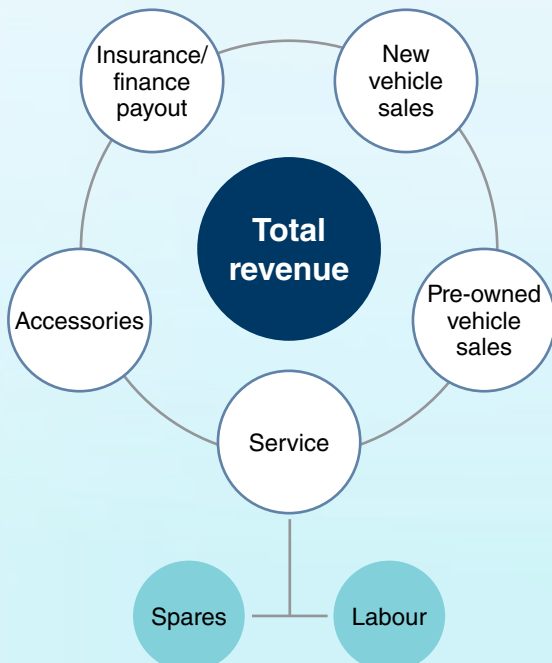 Insurance/
finance
payout
New
vehicle
sales
Total
revenue
Accessories
Pre-owned
vehicle
sales
Service
Spares
Labour